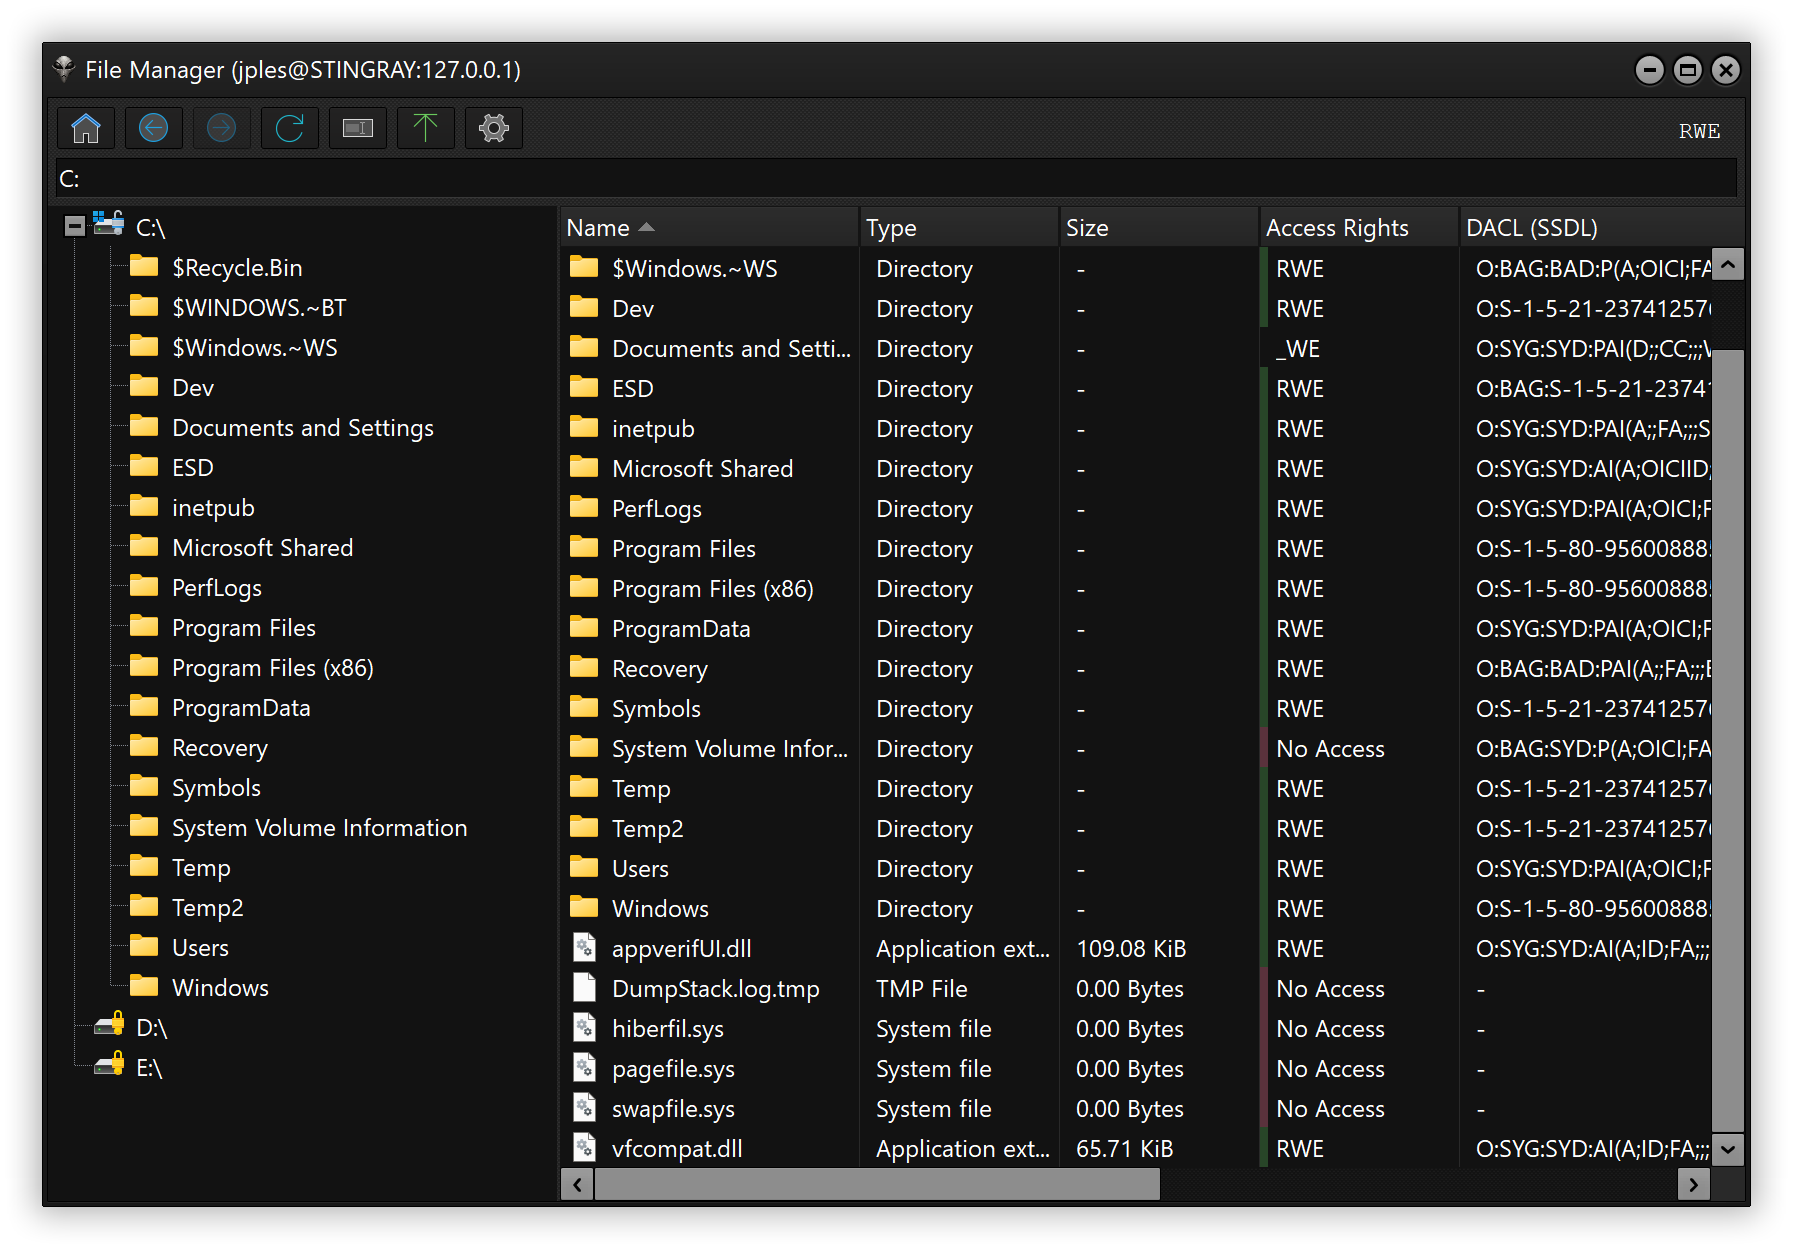 File Manager (jples@STINGRAY:127.0.0.1)
RWE
C:
C:\
$Recycle.Bin
$WINDOWS.~BT
$Windows.~WS
Dev
Documents and Settings
ESD
inetpub
Microsoft Shared
PerfLogs
Program Files
Program Files (x86)
ProgramData
Recovery
Symbols
System Volume Information
Temp
Temp2
Users
Windows
D:\
E:\
Name Type Size Access Rights DACL (SSDL)
$Windows.~WS Directory - RWE O:BAG:BAD:P(A;OICI;FA
Dev Directory - RWE O:S-1-5-21-237412576
Documents and Setti... Directory - _WE O:SYG:SYD:PAI(D;;CC;;;
ESD Directory - RWE O:BAG:S-1-5-21-23741
inetpub Directory - RWE O:SYG:SYD:PAI(A;;FA;;;S
Microsoft Shared Directory - RWE O:SYG:SYD:AI(A;OICIID;
PerfLogs Directory - RWE O:SYG:SYD:PAI(A;OICI;F
Program Files Directory - RWE O:S-1-5-80-956008885
Program Files (x86) Directory - RWE O:S-1-5-80-956008885
ProgramData Directory - RWE O:SYG:SYD:PAI(A;OICI;F
Recovery Directory - RWE O:BAG:BAD:PAI(A;;FA;;;B
Symbols Directory - RWE O:S-1-5-21-237412576
System Volume Infor... Directory - No Access O:BAG:SYD:P(A;OICI;FA
Temp Directory - RWE O:S-1-5-21-237412576
Temp2 Directory - RWE O:S-1-5-21-237412576
Users Directory - RWE O:SYG:SYD:PAI(A;OICI;F
Windows Directory - RWE O:S-1-5-80-956008885
appverifUI.dll Application ext... 109.08 KiB RWE O:SYG:SYD:AI(A;ID;FA;;;
DumpStack.log.tmp TMP File 0.00 Bytes No Access -
hiberfil.sys System file 0.00 Bytes No Access -
pagefile.sys System file 0.00 Bytes No Access -
swapfile.sys System file 0.00 Bytes No Access -
vfcompat.dll Application ext... 65.71 KiB RWE O:SYG:SYD:AI(A;ID;FA;;;